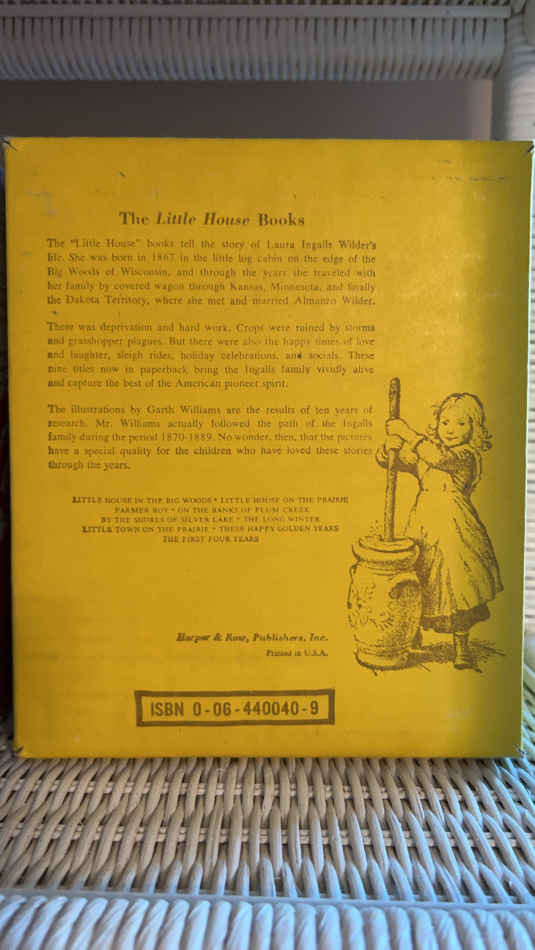 The Little House Books
The "Little House" books tell the story of Laura Ingalls Wilder's
life. She was born in 1867 in the little log cabin on the edge of the
Big Woods of Wisconsin, and through the years she traveled with
her family by covered wagon through Kansas, Minnesota, and finally
the Dakota Territory, where she met and married Almanzo Wilder.
There was deprivation and hard work. Crops were ruined by storms
and grasshopper plagues. But there were also the happy times of love
and laughter, sleigh rides, holiday celebrations, and socials. These
nine titles now in paperback bring the Ingalls family vividly alive
and capture the best of the American pioneer spirit.
The illustrations by Garth Williams are the results of ten years of
research. Mr. Williams actually followed the path of the Ingalls
family during the period 1870-1889. No wonder, then, that the pictures
have a special quality for the children who have loved these stories
through the years.
LITTLE HOUSE IN THE BIG WOODS • LITTLE HOUSE ON THE PRAIRIE
FARMER BOY • ON THE BANKS OF PLUM CREEK
BY THE SHORES OF SILVER LAKE • THE LONG WINTER
LITTLE TOWN ON THE PRAIRIE • THESE HAPPY GOLDEN YEARS
THE FIRST FOUR YEARS
Harper & Row, Publishers, Inc.
Printed in U.S.A.
ISBN 0-06-440040-9